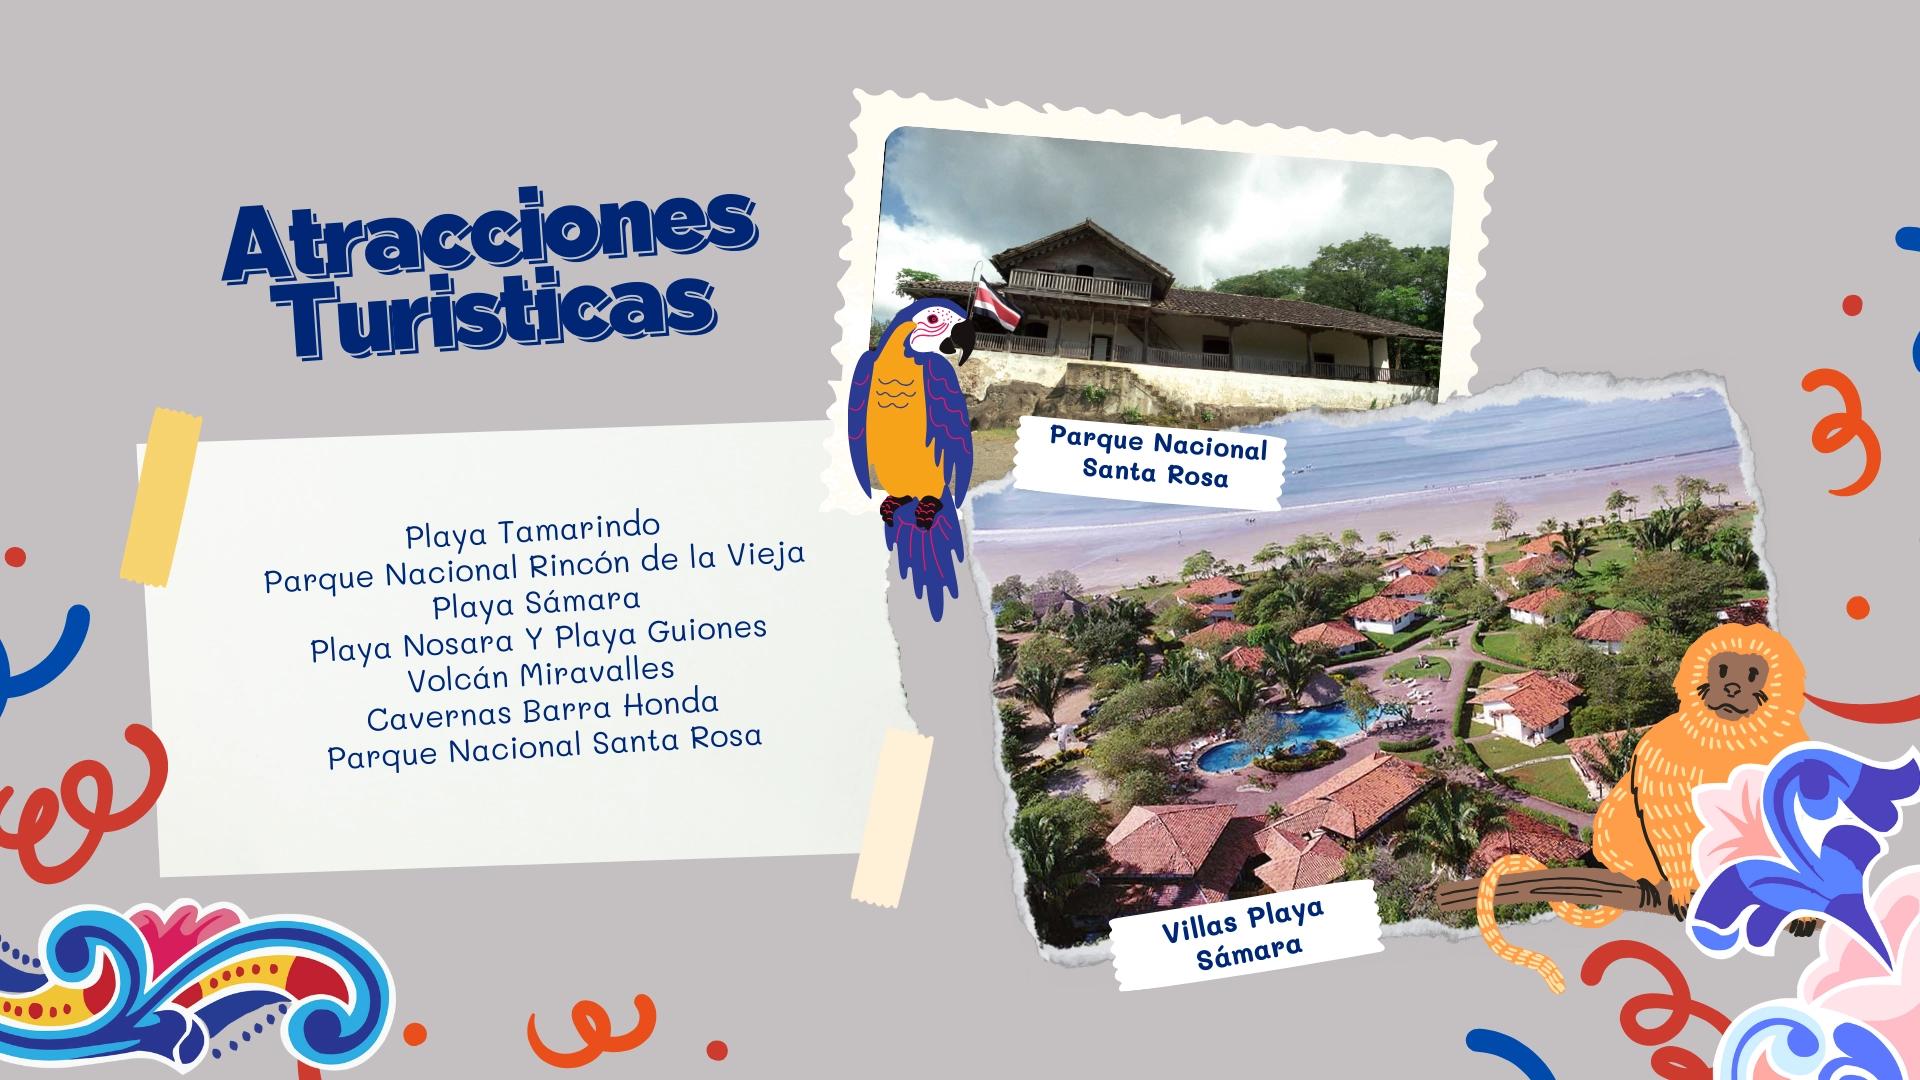 Atracciones
Turisticas
Playa Tamarindo
Parque Nacional Rincón de la Vieja
Playa Sámara
Playa Nosara Y Playa Guiones
Volcán Miravalles
Cavernas Barra Honda
Parque Nacional Santa Rosa
Parque Nacional
Santa Rosa
Villas Playa
Sámara